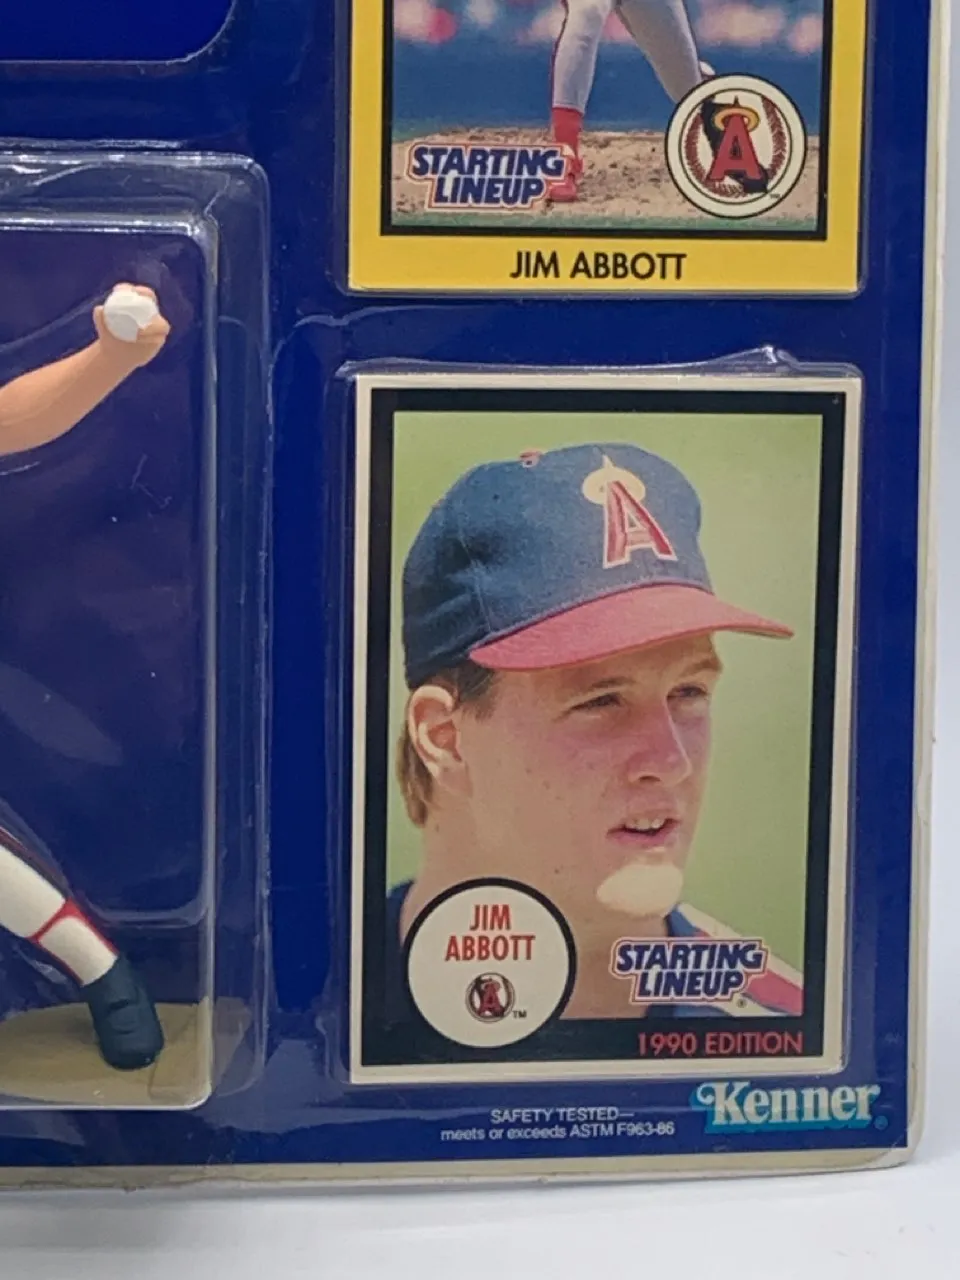 A
STARTING
LINEUP
A
JIM ABBOTT
A
JIM
ABBOTT
A
TM
STARTING
LINEUP
®
1990 EDITION
Kenner
®
SAFETY TESTED—
meets or exceeds ASTM F963-86